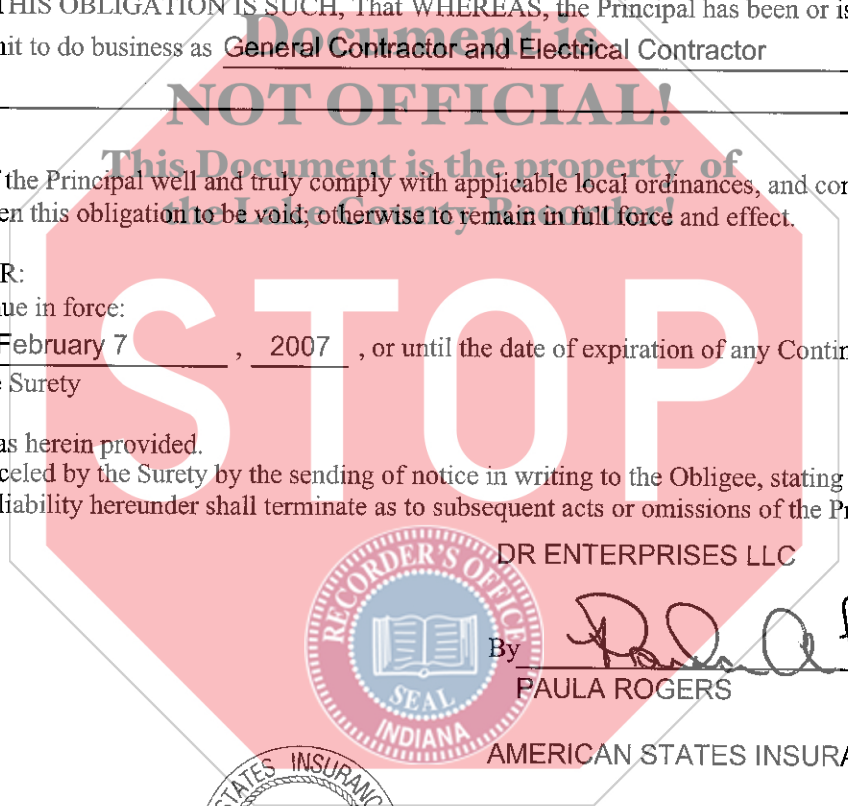 THIS OBLIGATION IS SUCH, That WHEREAS, the Principal has been or is
mit to do business as General Contractor and Electrical Contractor
Document is
NOT OFFICIAL!
This Document is the property of
the Lake County Recorder!
the Principal well and truly comply with applicable local ordinances, and con
en this obligation to be void; otherwise to remain in full force and effect.
R:
ue in force:
February 7 , 2007 , or until the date of expiration of any Contin
e Surety
as herein provided.
celed by the Surety by the sending of notice in writing to the Obligee, stating
liability hereunder shall terminate as to subsequent acts or omissions of the Pr
STOP
DR ENTERPRISES LLC
RECORDER'S OFFICE
SEAL
INDIANA
By
PAULA ROGERS
AMERICAN STATES INSURA
STATES INSURANC